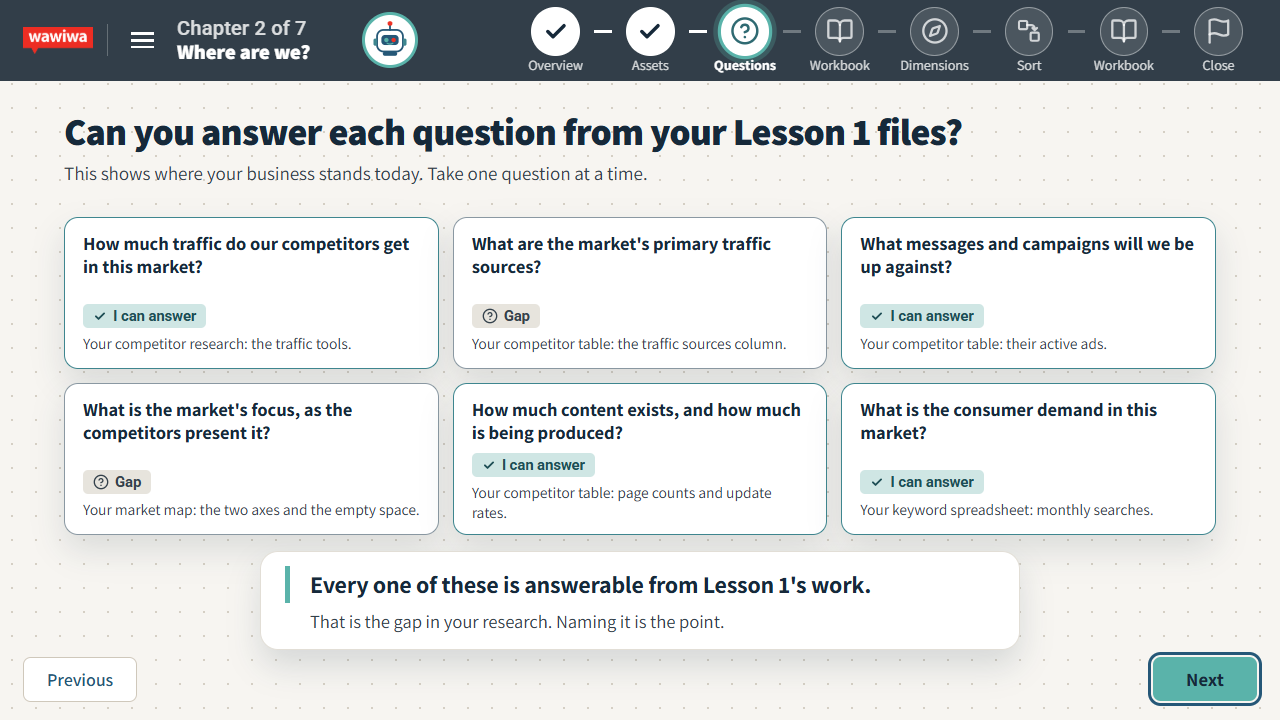 wawiwa
Chapter 2 of 7
Where are we?
Overview
Assets
Questions
Workbook
Dimensions
Sort
Workbook
Close
Can you answer each question from your Lesson 1 files?
This shows where your business stands today. Take one question at a time.
How much traffic do our competitors get
in this market?
I can answer
Your competitor research: the traffic tools.
What are the market's primary traffic
sources?
Gap
Your competitor table: the traffic sources column.
What messages and campaigns will we be
up against?
I can answer
Your competitor table: their active ads.
What is the market's focus, as the
competitors present it?
Gap
Your market map: the two axes and the empty space.
How much content exists, and how much
is being produced?
I can answer
Your competitor table: page counts and update
rates.
What is the consumer demand in this
market?
I can answer
Your keyword spreadsheet: monthly searches.
Every one of these is answerable from Lesson 1's work.
That is the gap in your research. Naming it is the point.
Previous
Next